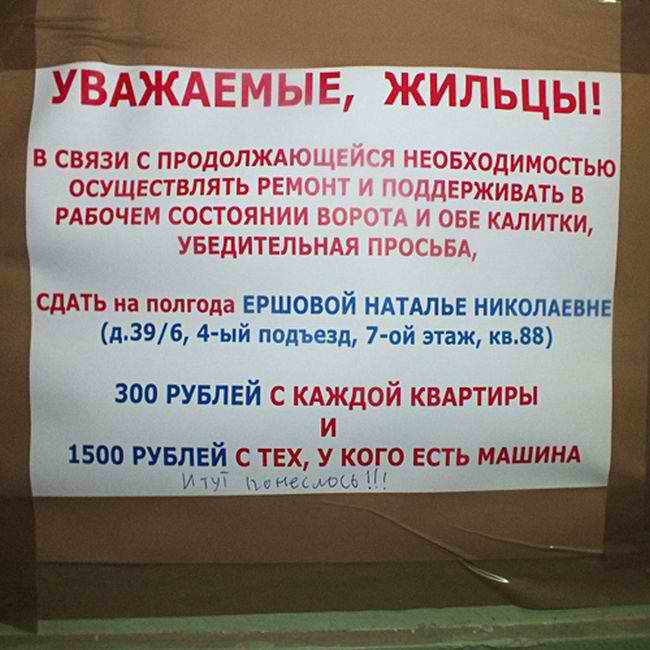 УВАЖАЕМЫЕ, ЖИЛЬЦЫ!
В СВЯЗИ С ПРОДОЛЖАЮЩЕЙСЯ НЕОБХОДИМОСТЬЮ
ОСУЩЕСТВЛЯТЬ РЕМОНТ И ПОДДЕРЖИВАТЬ В
РАБОЧЕМ СОСТОЯНИИ ВОРОТА И ОБЕ КАЛИТКИ,
УБЕДИТЕЛЬНАЯ ПРОСЬБА,
СДАТЬ на полгода ЕРШОВОЙ НАТАЛЬЕ НИКОЛАЕВНЕ
(д.39/6, 4-ый подъезд, 7-ой этаж, кв.88)
300 РУБЛЕЙ С КАЖДОЙ КВАРТИРЫ
И
1500 РУБЛЕЙ С ТЕХ, У КОГО ЕСТЬ МАШИНА
И тут понеслось!!!